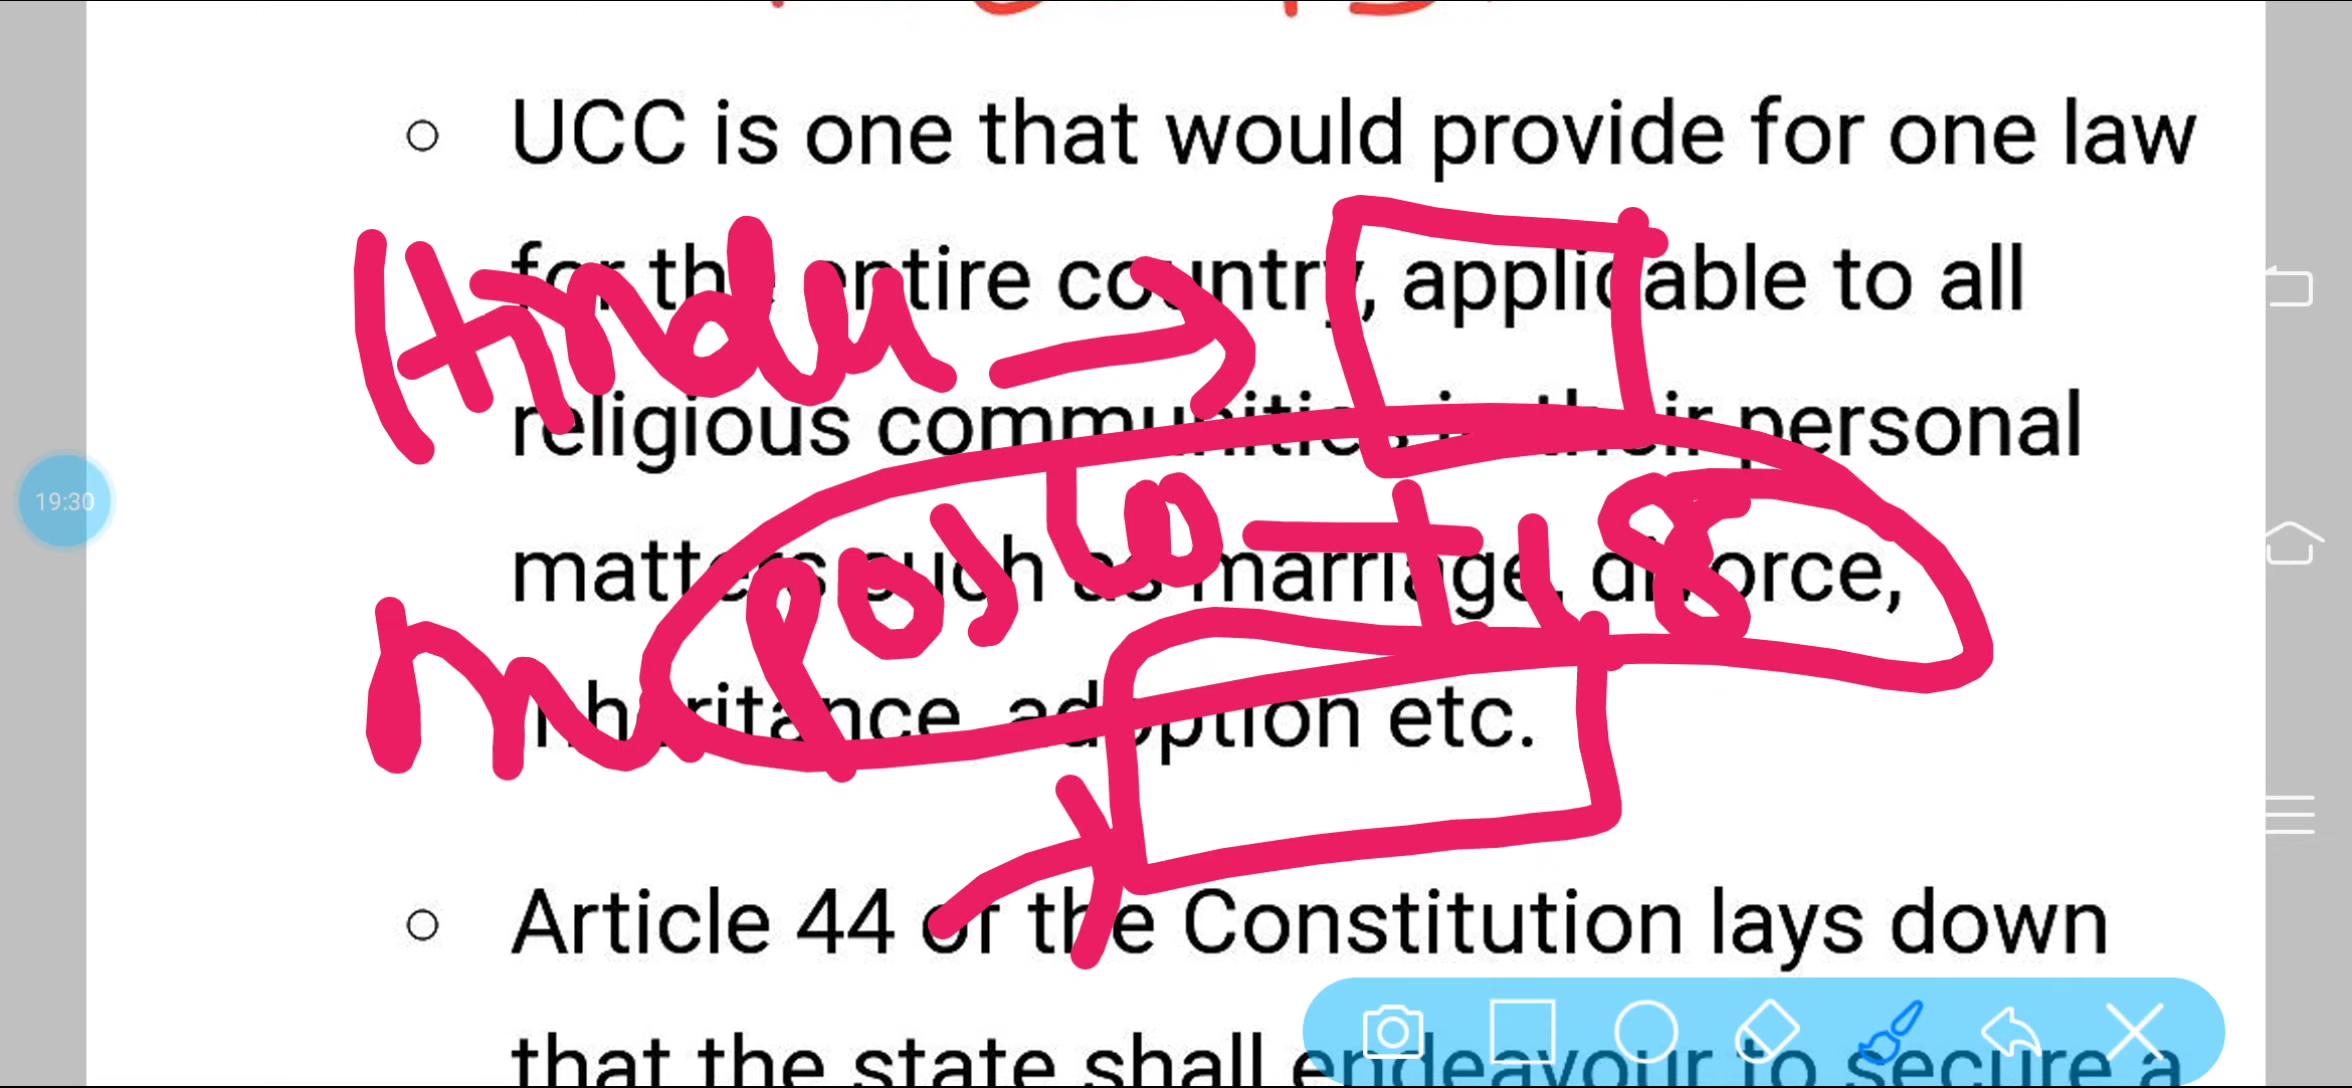 UCC is one that would provide for one law
for the entire country, applicable to all
Hindu →
religious communities in their personal
matters such as marriage, divorce,
inheritance, adoption etc.
Article 44 of the Constitution lays down
that the state shall endeavour to secure a
19:30